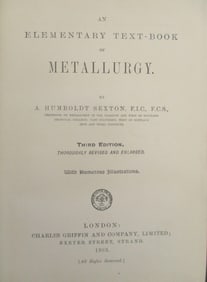 AN
ELEMENTARY TEXT-BOOK
OF
METALLURGY.
BY
A. HUMBOLDT SEXTON, F.I.C., F.C.S.,
THIRD EDITION,
THOROUGHLY REVISED AND ENLARGED.
With Numerous Illustrations.
LONDON:
CHARLES GRIFFIN AND COMPANY, LIMITED;
EXETER STREET, STRAND.
[All Rights Reserved.]